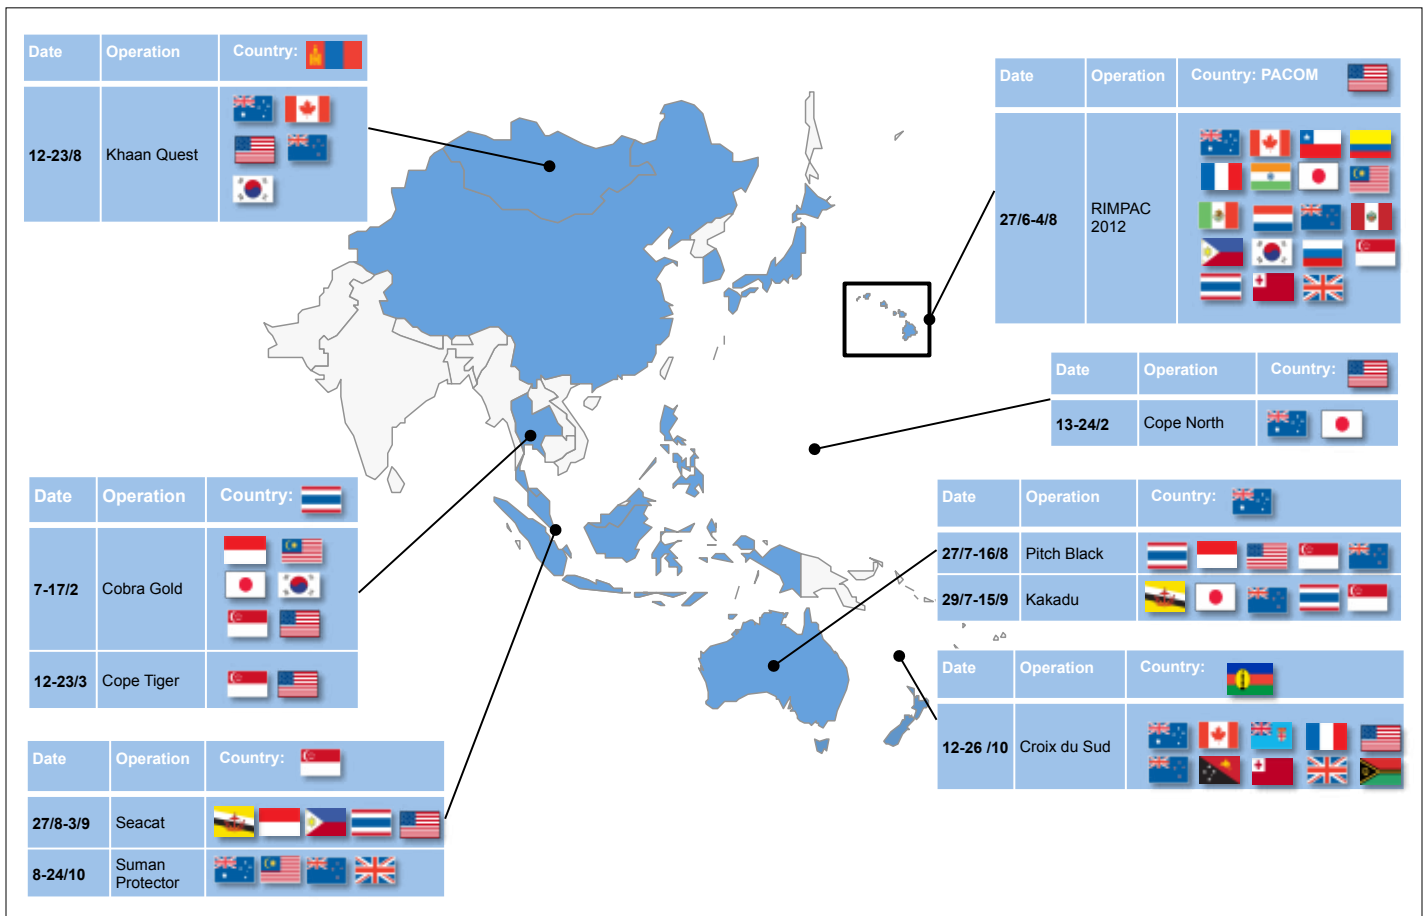 Date Operation Country:
12-23/8 Khaan Quest
Date Operation Country: PACOM
27/6-4/8 RIMPAC
2012
Date Operation Country:
13-24/2 Cope North
Date Operation Country:
7-17/2 Cobra Gold
12-23/3 Cope Tiger
Date Operation Country:
27/7-16/8 Pitch Black
29/7-15/9 Kakadu
Date Operation Country:
12-26 /10 Croix du Sud
Date Operation Country:
27/8-3/9 Seacat
8-24/10 Suman
Protector